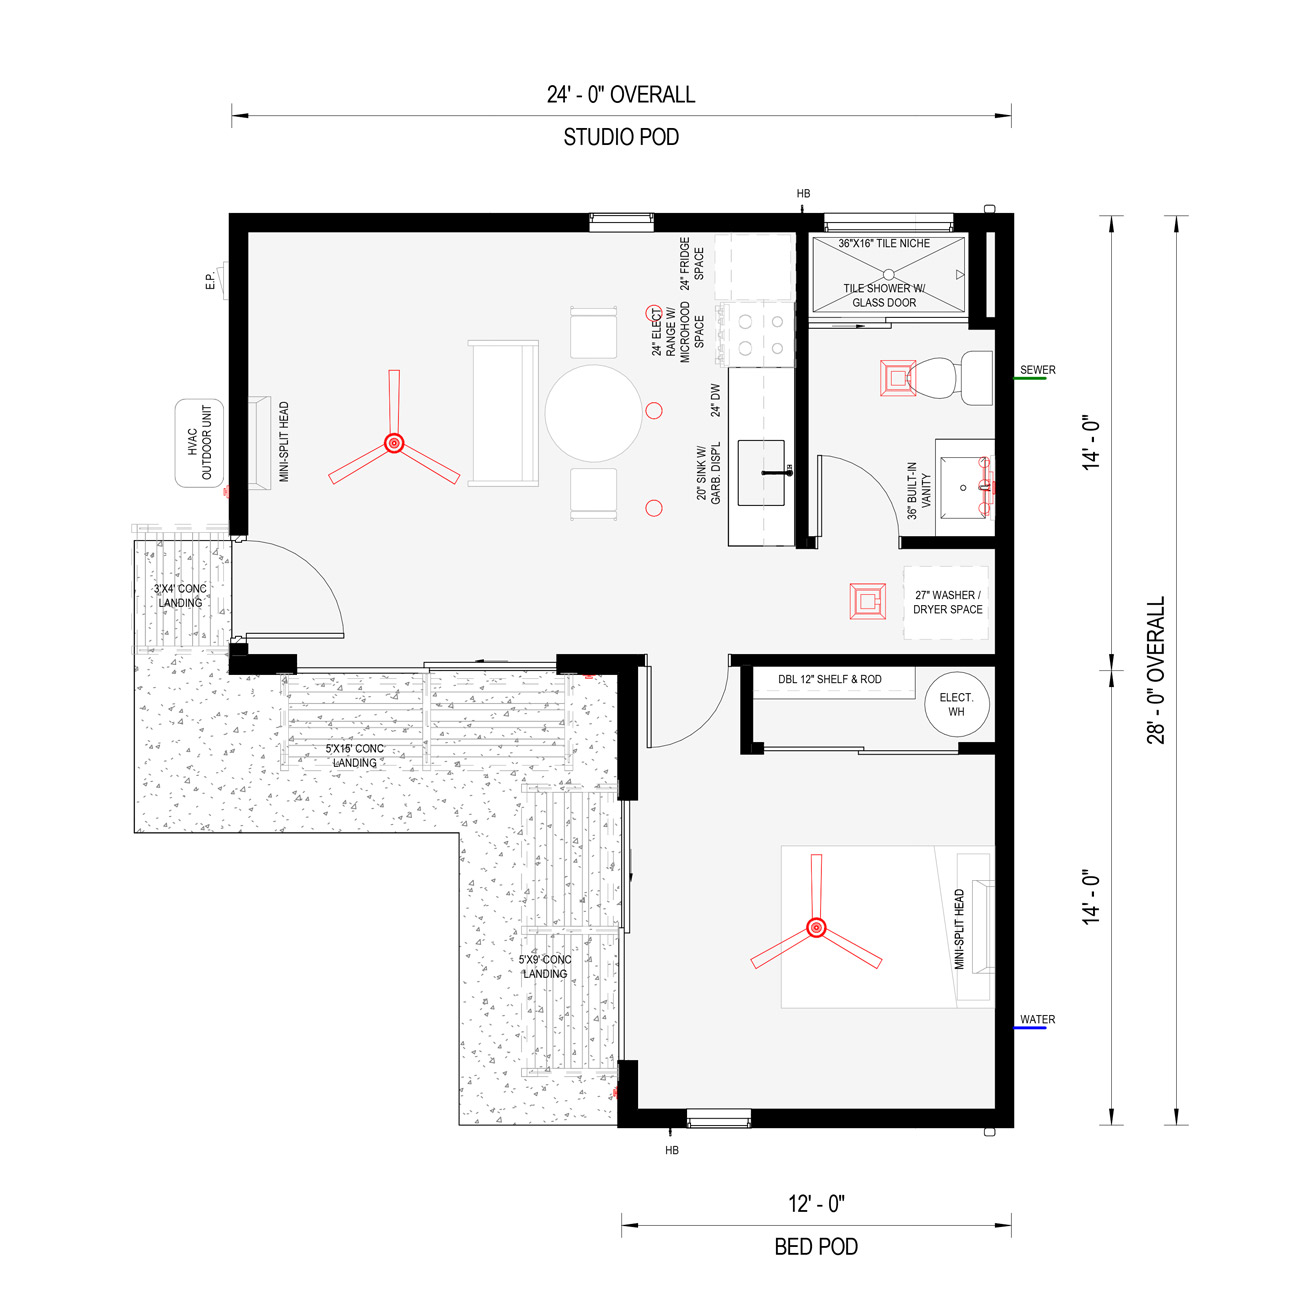 24' - 0" OVERALL
STUDIO POD
HB
36"X16" TILE NICHE
TILE SHOWER W/
GLASS DOOR
24" FRIDGE
SPACE
E.P.
24" ELECT
RANGE W/
MICROHOOD
SPACE
SEWER
24" DW
HVAC
OUTDOOR UNIT
MINI-SPLIT HEAD
20" SINK W/
GARB. DISP'L
36" BUILT-IN
VANITY
14' - 0"
3'X4' CONC
LANDING
27" WASHER /
DRYER SPACE
28' - 0" OVERALL
DBL 12" SHELF & ROD
ELECT.
WH
5'X15' CONC
LANDING
14' - 0"
MINI-SPLIT HEAD
5'X9' CONC
LANDING
WATER
HB
12' - 0"
BED POD